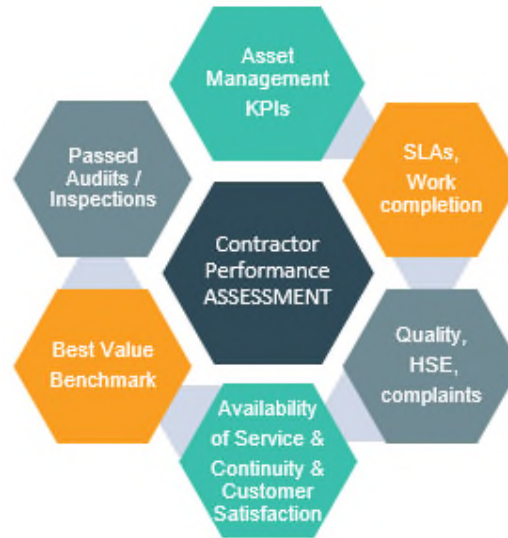 Asset
Management
KPIs
SLAs,
Work
completion
Quality,
HSE,
complaints
Availability
of Service &
Continuity &
Customer
Satisfaction
Best Value
Benchmark
Passed
Audiits /
Inspections
Contractor
Performance
ASSESSMENT